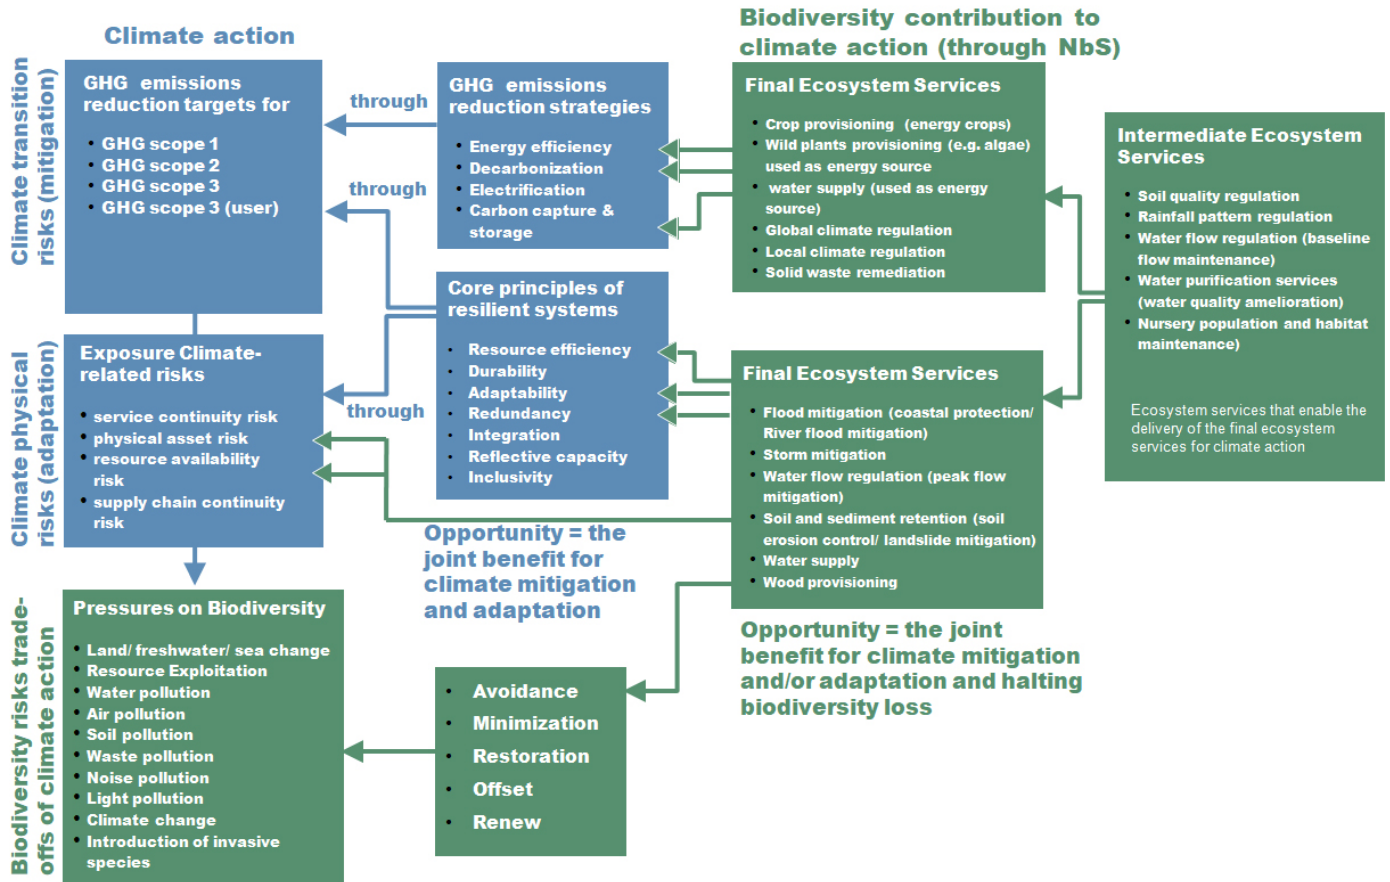 Climate action
Biodiversity contribution to
climate action (through NbS)
Climate transition
risks (mitigation)
GHG emissions
reduction targets for
• GHG scope 1
• GHG scope 2
• GHG scope 3
• GHG scope 3 (user)
through
through
GHG emissions
reduction strategies
• Energy efficiency
• Decarbonization
• Electrification
• Carbon capture &
storage
Final Ecosystem Services
• Crop provisioning (energy crops)
• Wild plants provisioning (e.g. algae)
used as energy source
• water supply (used as energy
source)
• Global climate regulation
• Local climate regulation
• Solid waste remediation
Intermediate Ecosystem
Services
• Soil quality regulation
• Rainfall pattern regulation
• Water flow regulation (baseline
flow maintenance)
• Water purification services
(water quality amelioration)
• Nursery population and habitat
maintenance)
Ecosystem services that enable the
delivery of the final ecosystem
services for climate action
Climate physical
risks (adaptation)
Exposure Climate-
related risks
• service continuity risk
• physical asset risk
• resource availability
risk
• supply chain continuity
risk
through
Core principles of
resilient systems
• Resource efficiency
• Durability
• Adaptability
• Redundancy
• Integration
• Reflective capacity
• Inclusivity
Final Ecosystem Services
• Flood mitigation (coastal protection/
River flood mitigation)
• Storm mitigation
• Water flow regulation (peak flow
mitigation)
• Soil and sediment retention (soil
erosion control/ landslide mitigation)
• Water supply
• Wood provisioning
Opportunity = the
joint benefit for
climate mitigation
and adaptation
Opportunity = the joint
benefit for climate mitigation
and/or adaptation and halting
biodiversity loss
Biodiversity risks trade-
offs of climate action
Pressures on Biodiversity
• Land/ freshwater/ sea change
• Resource Exploitation
• Water pollution
• Air pollution
• Soil pollution
• Waste pollution
• Noise pollution
• Light pollution
• Climate change
• Introduction of invasive
species
• Avoidance
• Minimization
• Restoration
• Offset
• Renew